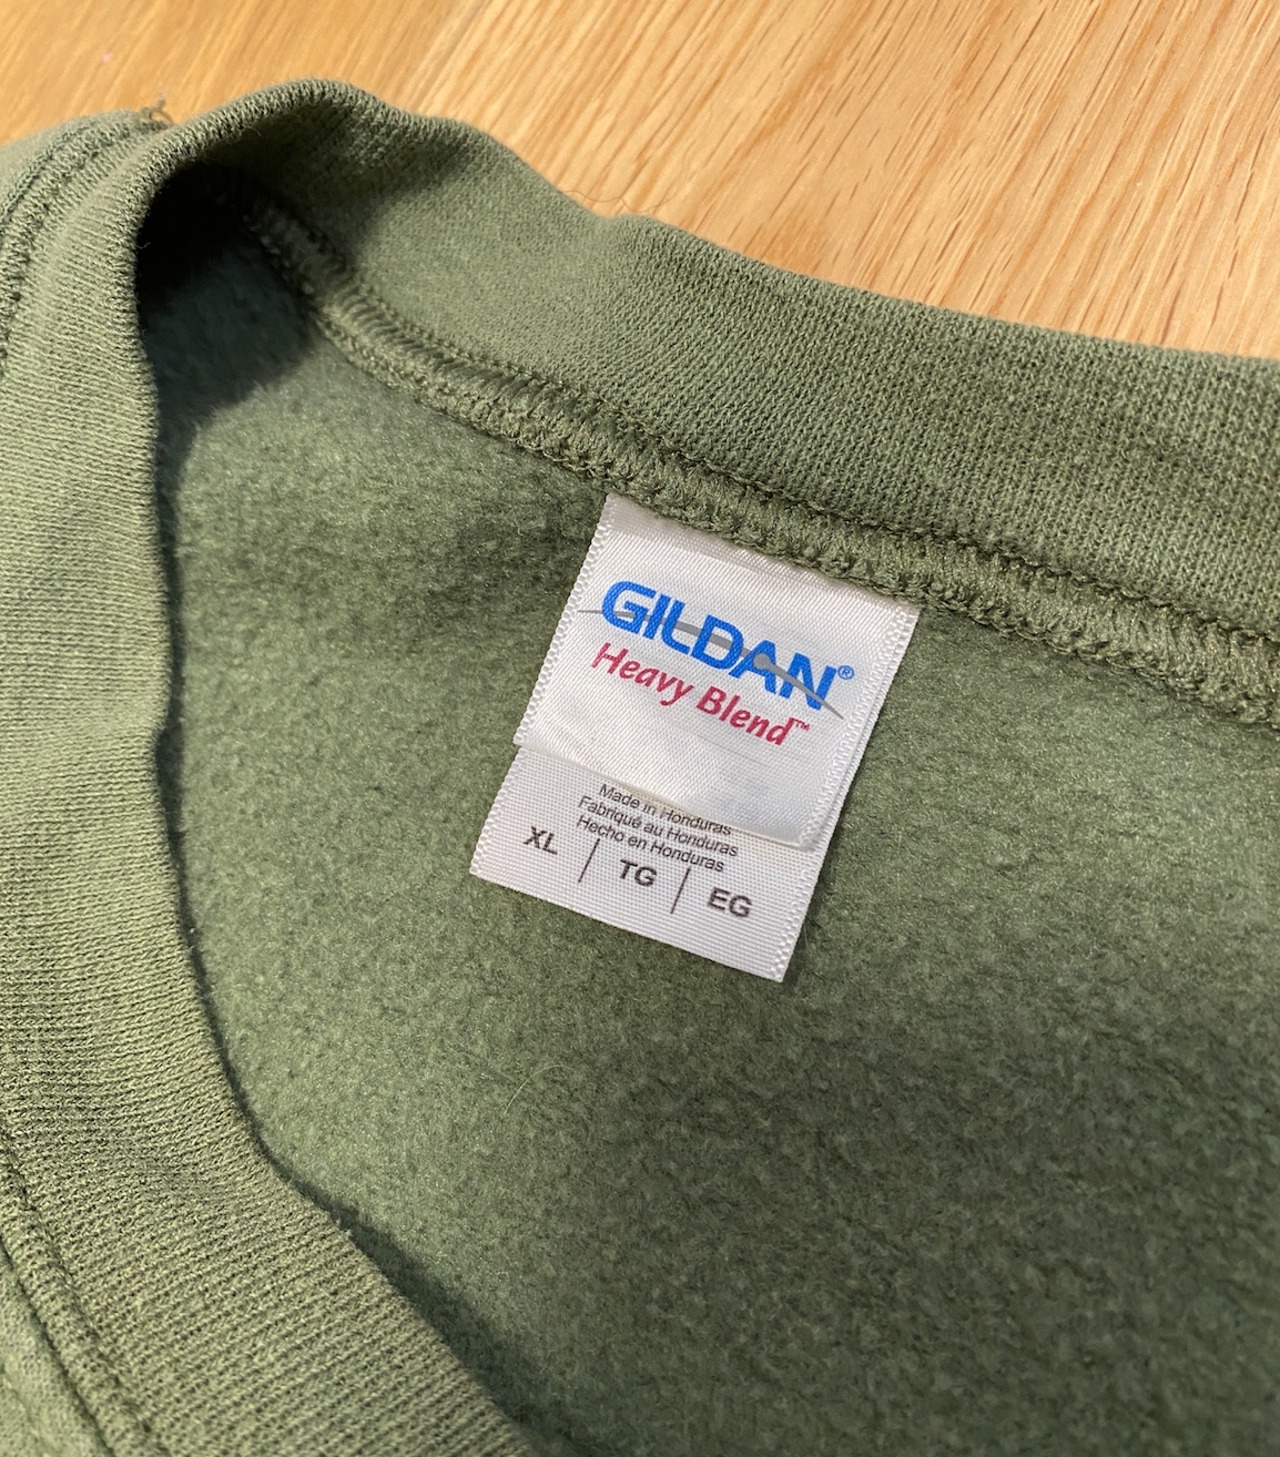 GILDAN®
Heavy Blend™
Made in Honduras
Fabriqué au Honduras
Hecho en Honduras
XL | TG | EG